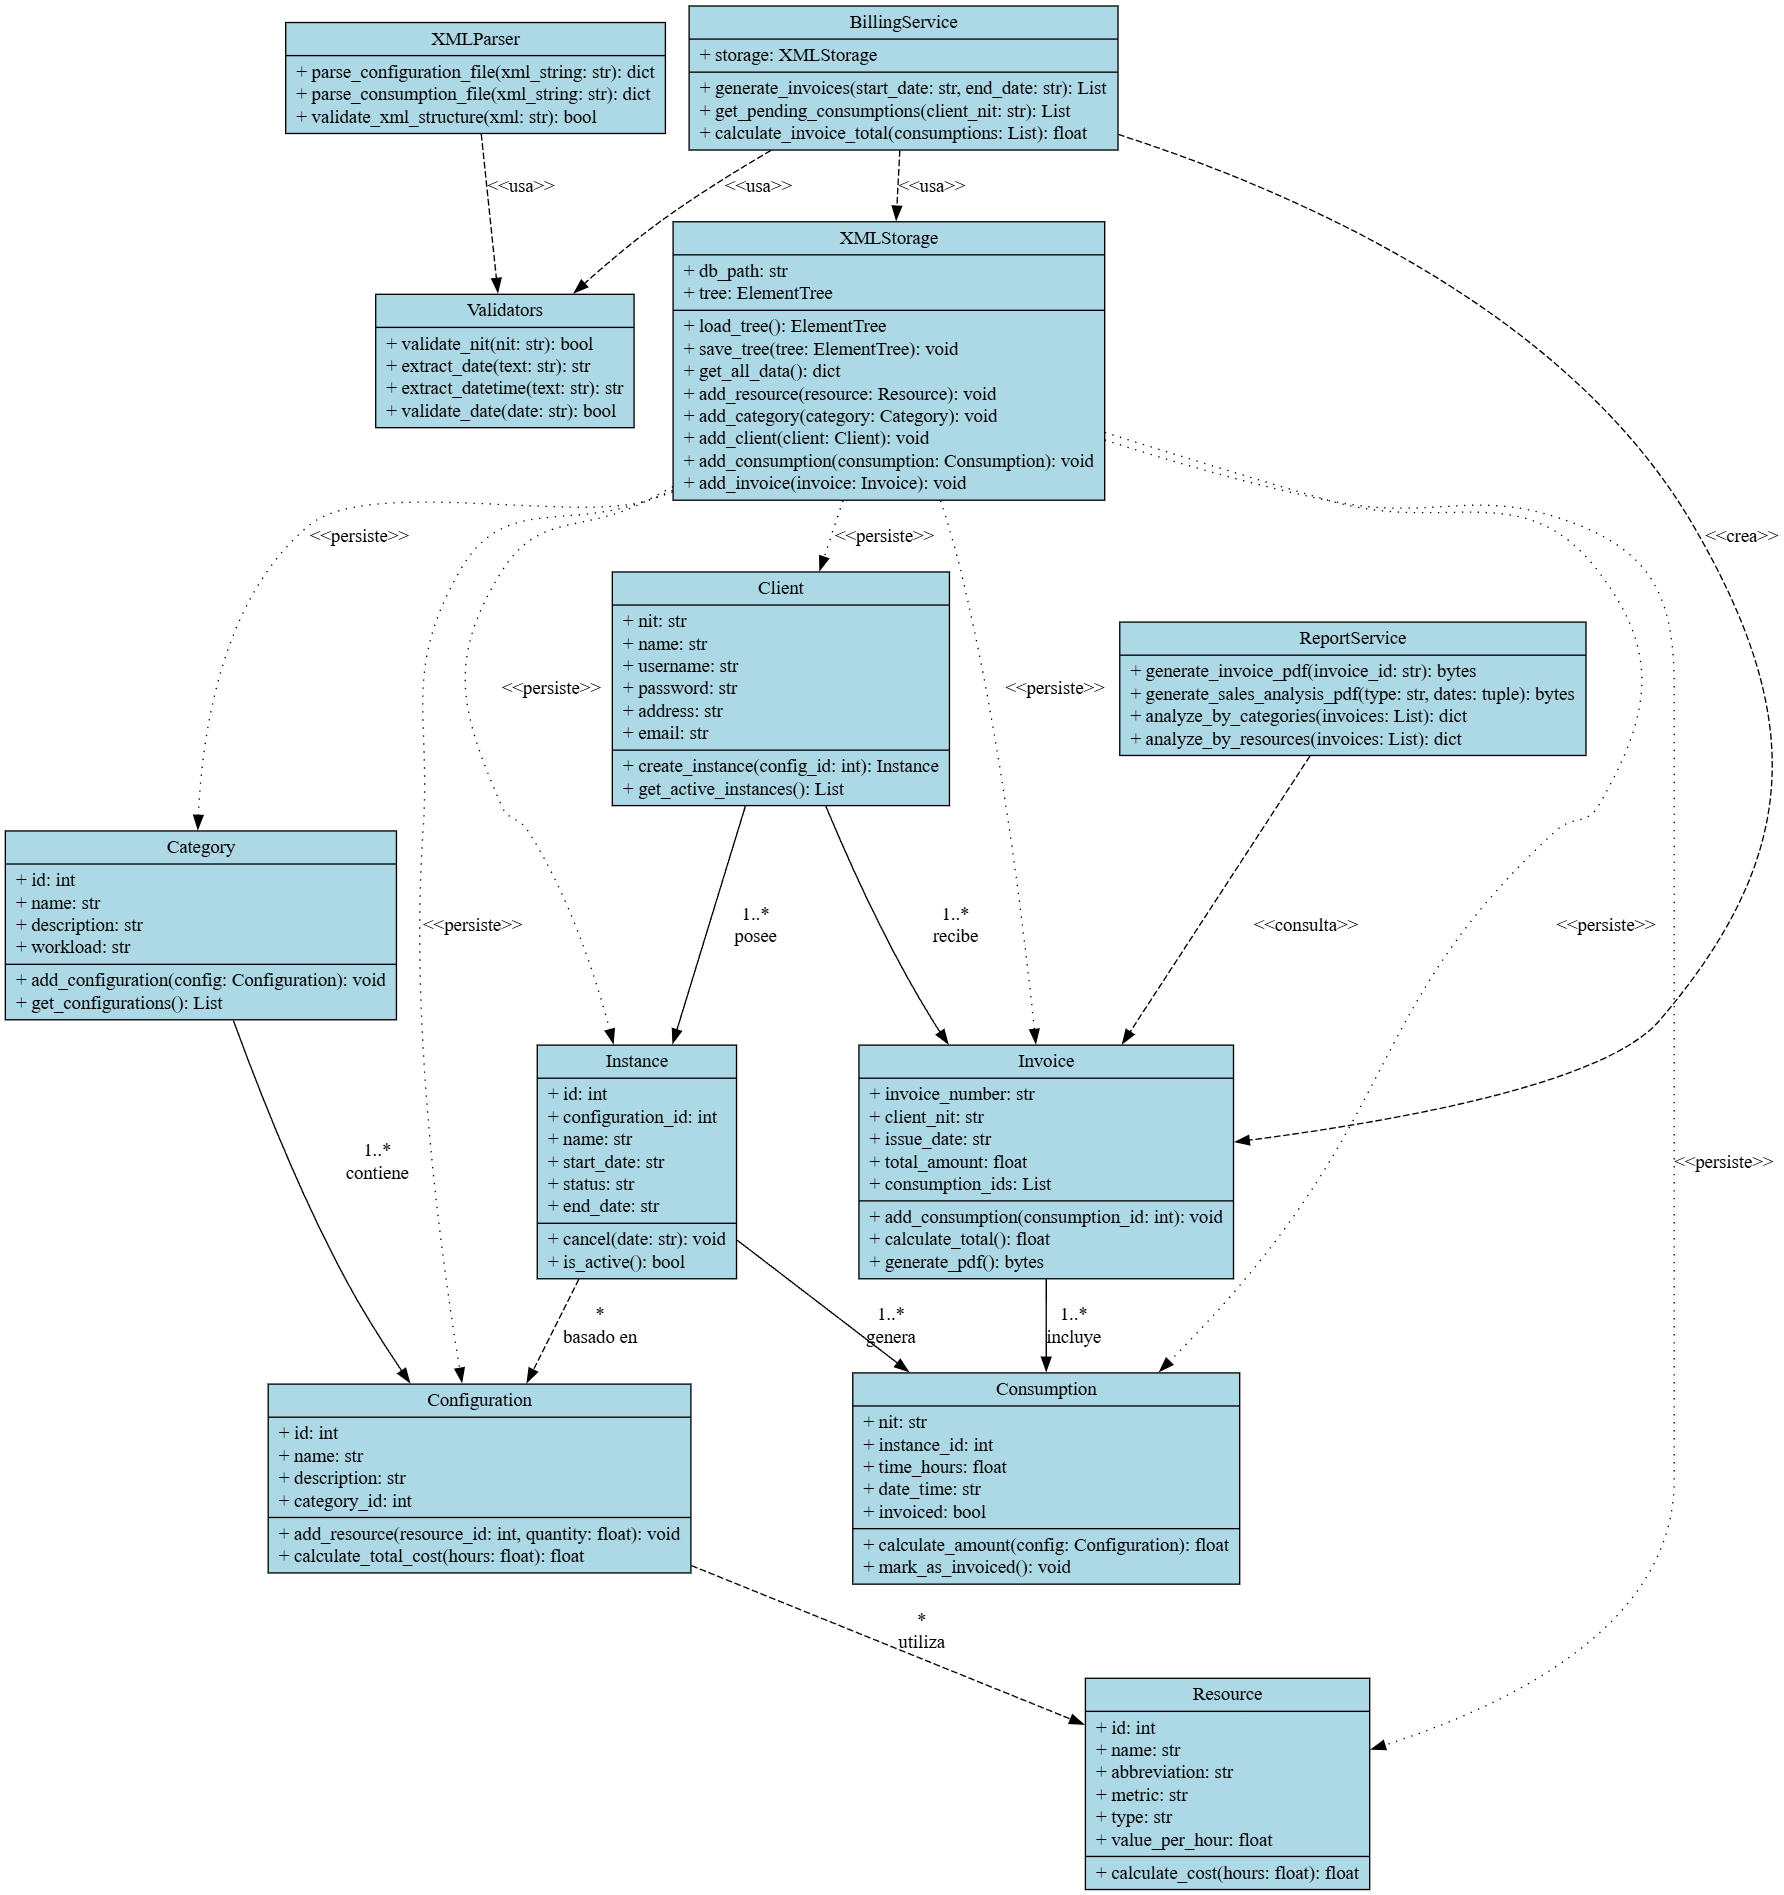 XMLParser
+ parse_configuration_file(xml_string: str): dict
+ parse_consumption_file(xml_string: str): dict
+ validate_xml_structure(xml: str): bool
BillingService
+ storage: XMLStorage
+ generate_invoices(start_date: str, end_date: str): List
+ get_pending_consumptions(client_nit: str): List
+ calculate_invoice_total(consumptions: List): float
<<usa>>
<<usa>>
<<usa>>
XMLStorage
+ db_path: str
+ tree: ElementTree
+ load_tree(): ElementTree
+ save_tree(tree: ElementTree): void
+ get_all_data(): dict
+ add_resource(resource: Resource): void
+ add_category(category: Category): void
+ add_client(client: Client): void
+ add_consumption(consumption: Consumption): void
+ add_invoice(invoice: Invoice): void
Validators
+ validate_nit(nit: str): bool
+ extract_date(text: str): str
+ extract_datetime(text: str): str
+ validate_date(date: str): bool
<<persiste>>
<<persiste>>
<<crea>>
Client
+ nit: str
+ name: str
+ username: str
+ password: str
+ address: str
+ email: str
+ create_instance(config_id: int): Instance
+ get_active_instances(): List
<<persiste>>
<<persiste>>
ReportService
+ generate_invoice_pdf(invoice_id: str): bytes
+ generate_sales_analysis_pdf(type: str, dates: tuple): bytes
+ analyze_by_categories(invoices: List): dict
+ analyze_by_resources(invoices: List): dict
Category
+ id: int
+ name: str
+ description: str
+ workload: str
+ add_configuration(config: Configuration): void
+ get_configurations(): List
<<persiste>>
1..*
posee
1..*
recibe
<<consulta>>
<<persiste>>
Instance
+ id: int
+ configuration_id: int
+ name: str
+ start_date: str
+ status: str
+ end_date: str
+ cancel(date: str): void
+ is_active(): bool
Invoice
+ invoice_number: str
+ client_nit: str
+ issue_date: str
+ total_amount: float
+ consumption_ids: List
+ add_consumption(consumption_id: int): void
+ calculate_total(): float
+ generate_pdf(): bytes
1..*
contiene
<<persiste>>
*
basado en
1..*
genera
1..*
incluye
Configuration
+ id: int
+ name: str
+ description: str
+ category_id: int
+ add_resource(resource_id: int, quantity: float): void
+ calculate_total_cost(hours: float): float
Consumption
+ nit: str
+ instance_id: int
+ time_hours: float
+ date_time: str
+ invoiced: bool
+ calculate_amount(config: Configuration): float
+ mark_as_invoiced(): void
*
utiliza
Resource
+ id: int
+ name: str
+ abbreviation: str
+ metric: str
+ type: str
+ value_per_hour: float
+ calculate_cost(hours: float): float